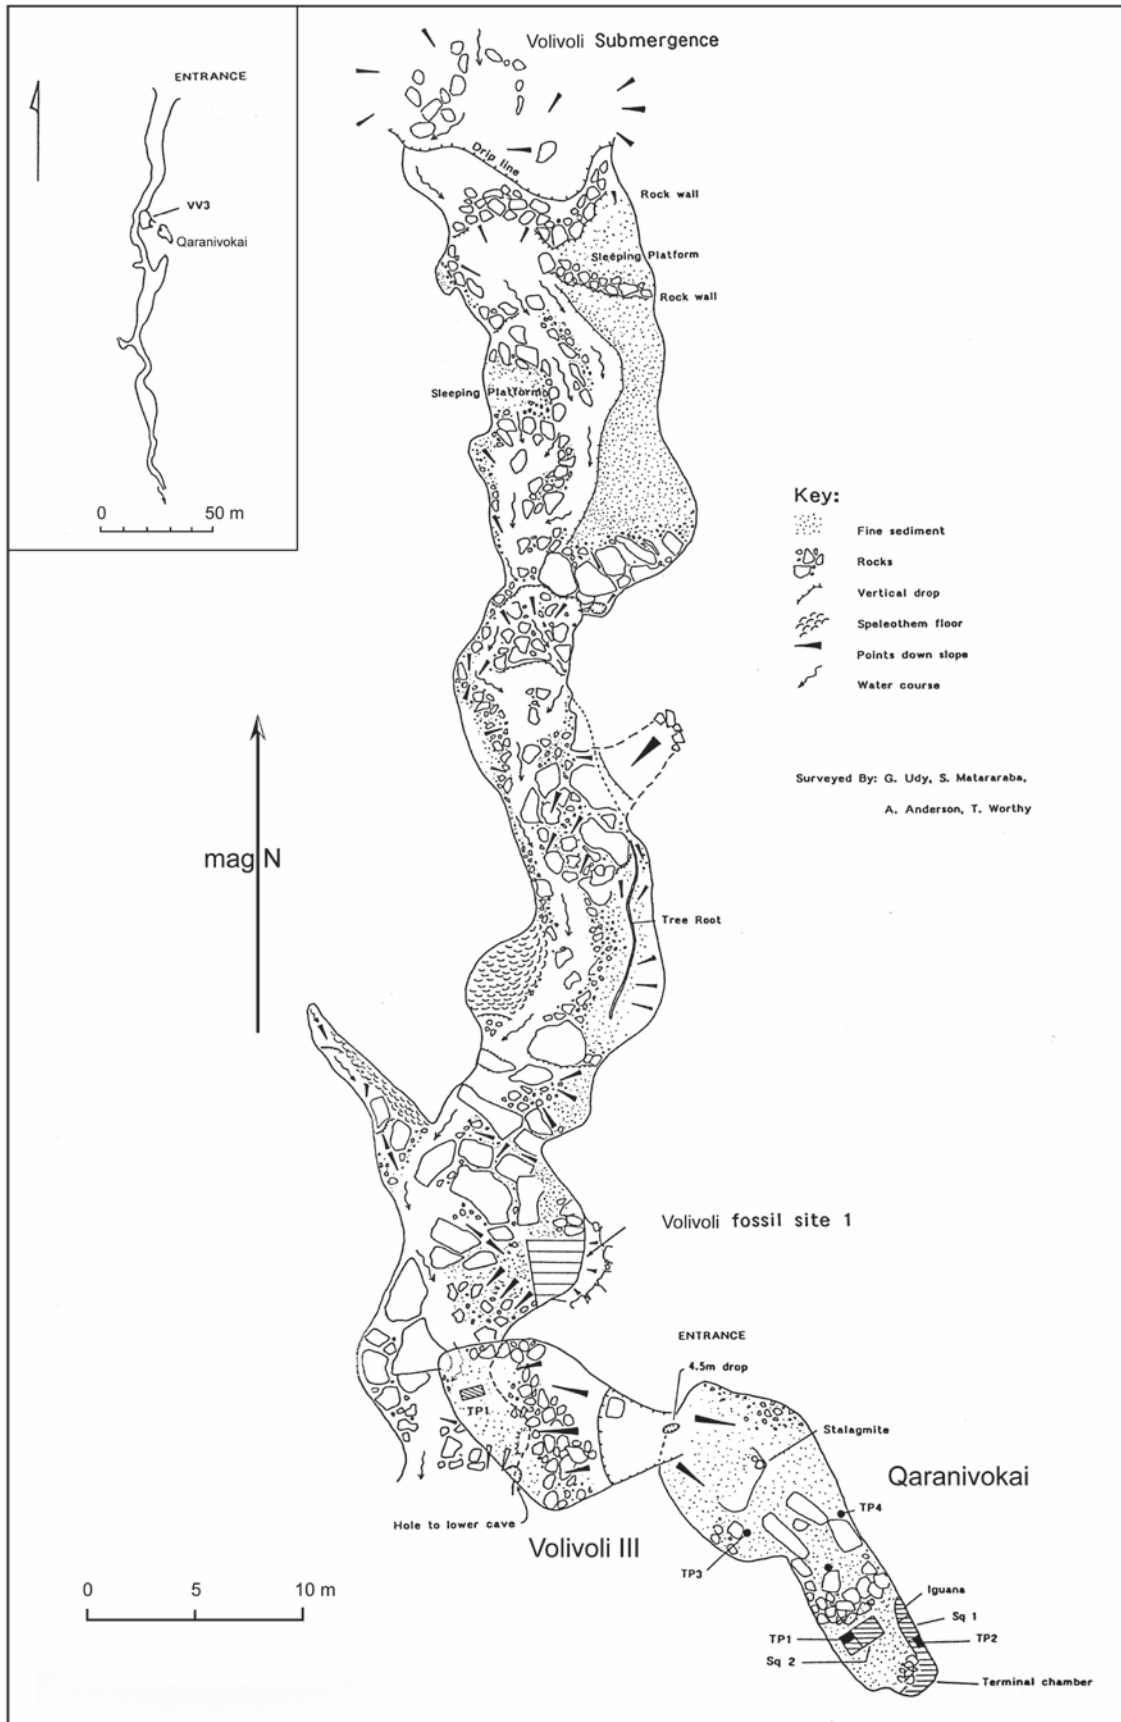 Volivoli Submergence
ENTRANCE
VV3
Qaranivokai
0 50 m
Drip line
Rock wall
Sleeping Platform
Rock wall
Sleeping Platform
Key:
Fine sediment
Rocks
Vertical drop
Speleothem floor
Points down slope
Water course
Surveyed By: G. Udy, S. Matararaba,
A. Anderson, T. Worthy
mag N
Tree Root
Volivoli fossil site 1
ENTRANCE
4.5m drop
TP1
Stalagmite
Qaranivokai
TP4
Hole to lower cave
Volivoli III
TP3
Iguana
Sq 1
TP1
TP2
Sq 2
Terminal chamber
0 5 10 m